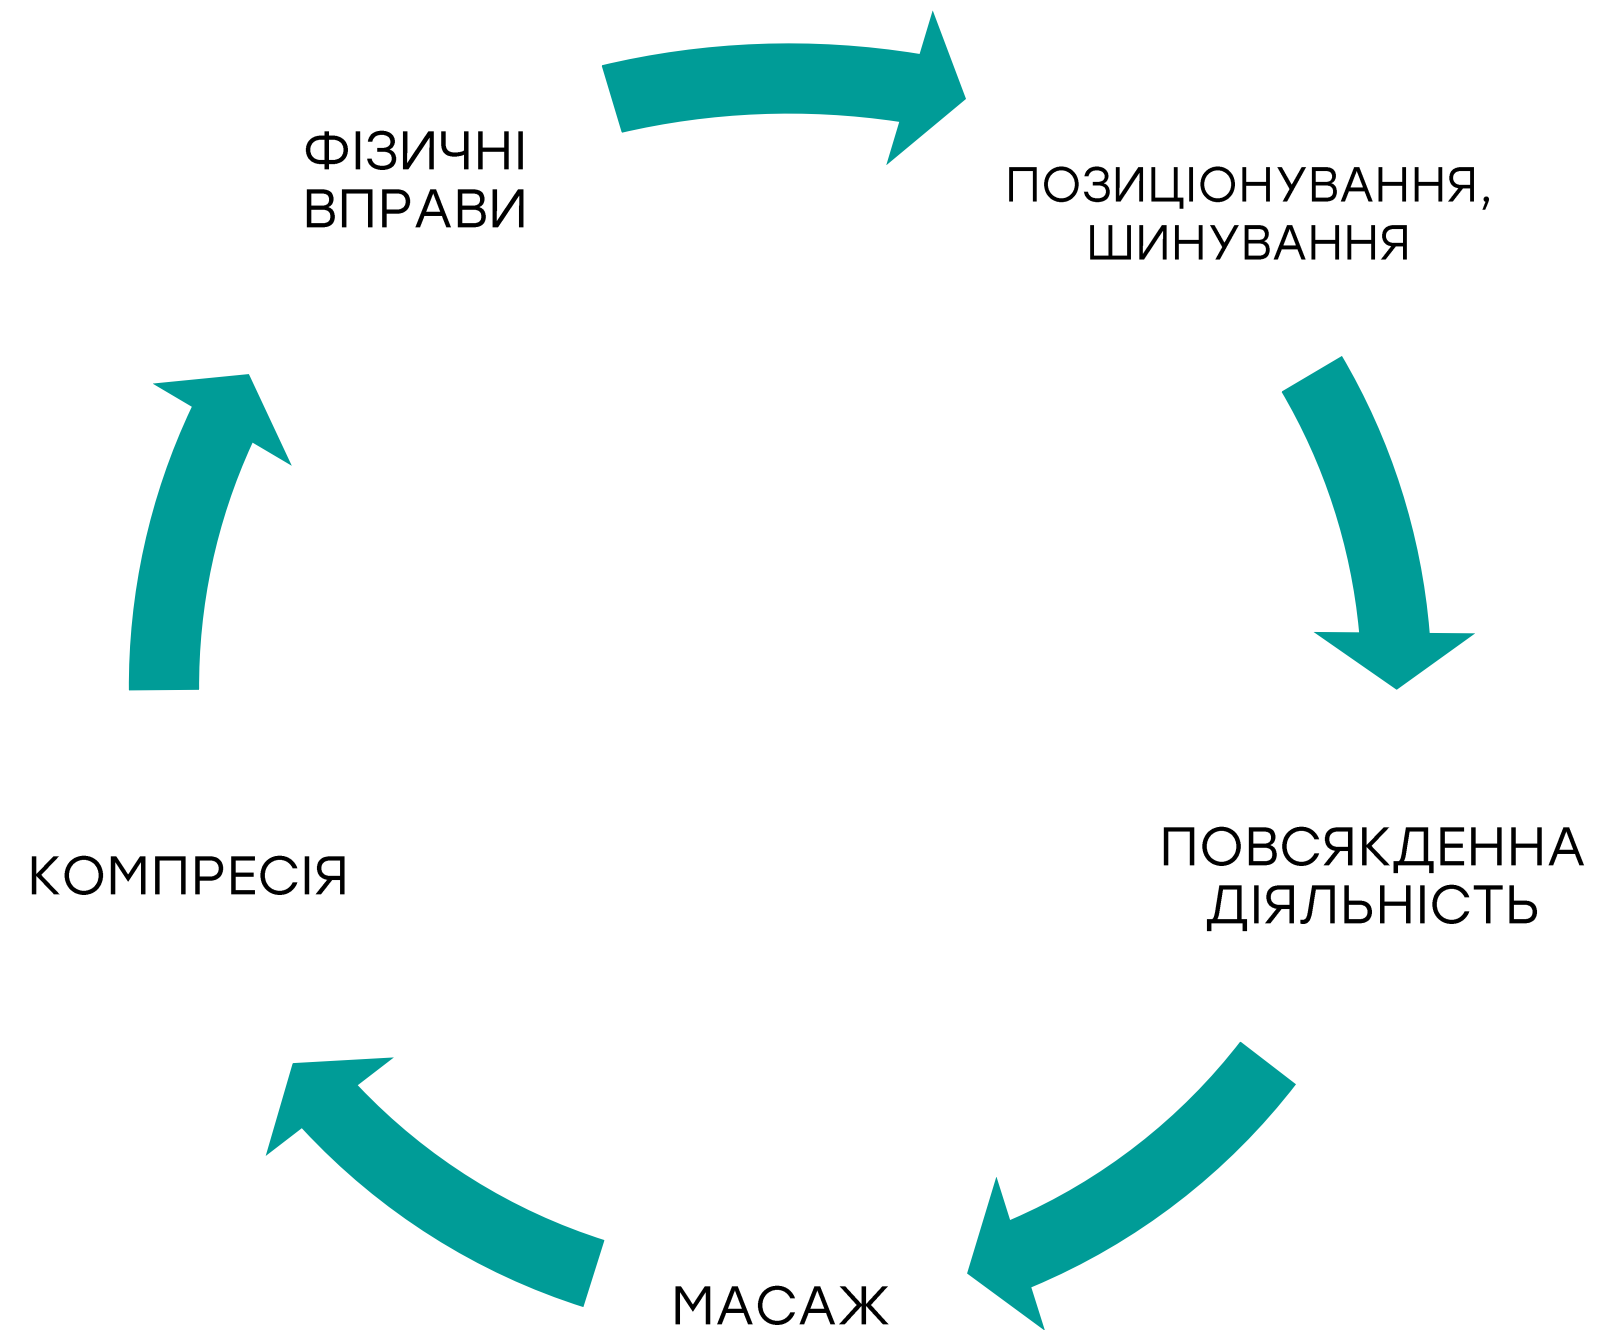 ФІЗИЧНІ
ВПРАВИ
ПОЗИЦІОНУВАННЯ,
ШИНУВАННЯ
ПОВСЯКДЕННА
ДІЯЛЬНІСТЬ
МАСАЖ
КОМПРЕСІЯ